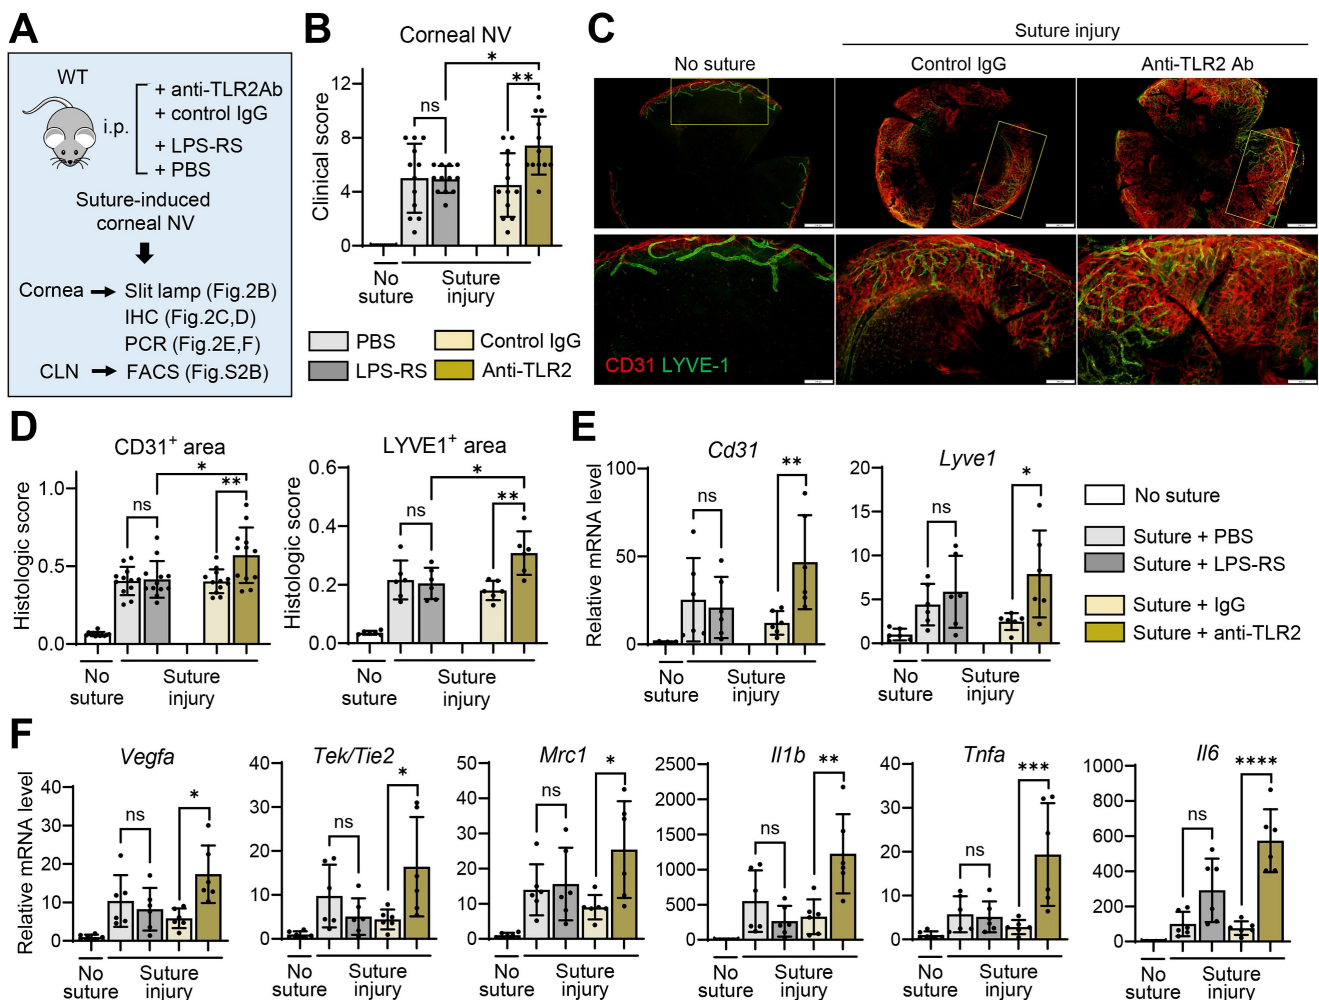 A
WT
i.p.
+ anti-TLR2Ab
+ control IgG
+ LPS-RS
+ PBS
Suture-induced
corneal NV
Cornea
Slit lamp (Fig.2B)
IHC (Fig.2C,D)
PCR (Fig.2E,F)
CLN
FACS (Fig.S2B)
B
Corneal NV
Clinical score
12
8
4
0
ns
*
**
No
suture
Suture
injury
PBS
Control IgG
LPS-RS
Anti-TLR2
C
Suture injury
No suture
Control IgG
Anti-TLR2 Ab
CD31 LYVE-1
D
CD31+ area
Histologic score
1.0
0.5
0.0
ns
*
**
No
suture
Suture
injury
LYVE1+ area
Histologic score
0.6
0.4
0.2
0.0
ns
*
**
No
suture
Suture
injury
E
Cd31
Relative mRNA level
100
50
0
ns
**
No
suture
Suture
injury
Lyve1
20
15
10
5
0
ns
*
No
suture
Suture
injury
No suture
Suture + PBS
Suture + LPS-RS
Suture + IgG
Suture + anti-TLR2
F
Vegfa
Relative mRNA level
40
30
20
10
0
ns
*
No
suture
Suture
injury
Tek/Tie2
40
30
20
10
0
ns
*
No
suture
Suture
injury
Mrc1
50
40
30
20
10
0
ns
*
No
suture
Suture
injury
Il1b
2500
2000
1500
1000
500
0
ns
**
No
suture
Suture
injury
Tnfa
40
30
20
10
0
ns
***
No
suture
Suture
injury
Il6
1000
800
600
400
200
0
ns
****
No
suture
Suture
injury